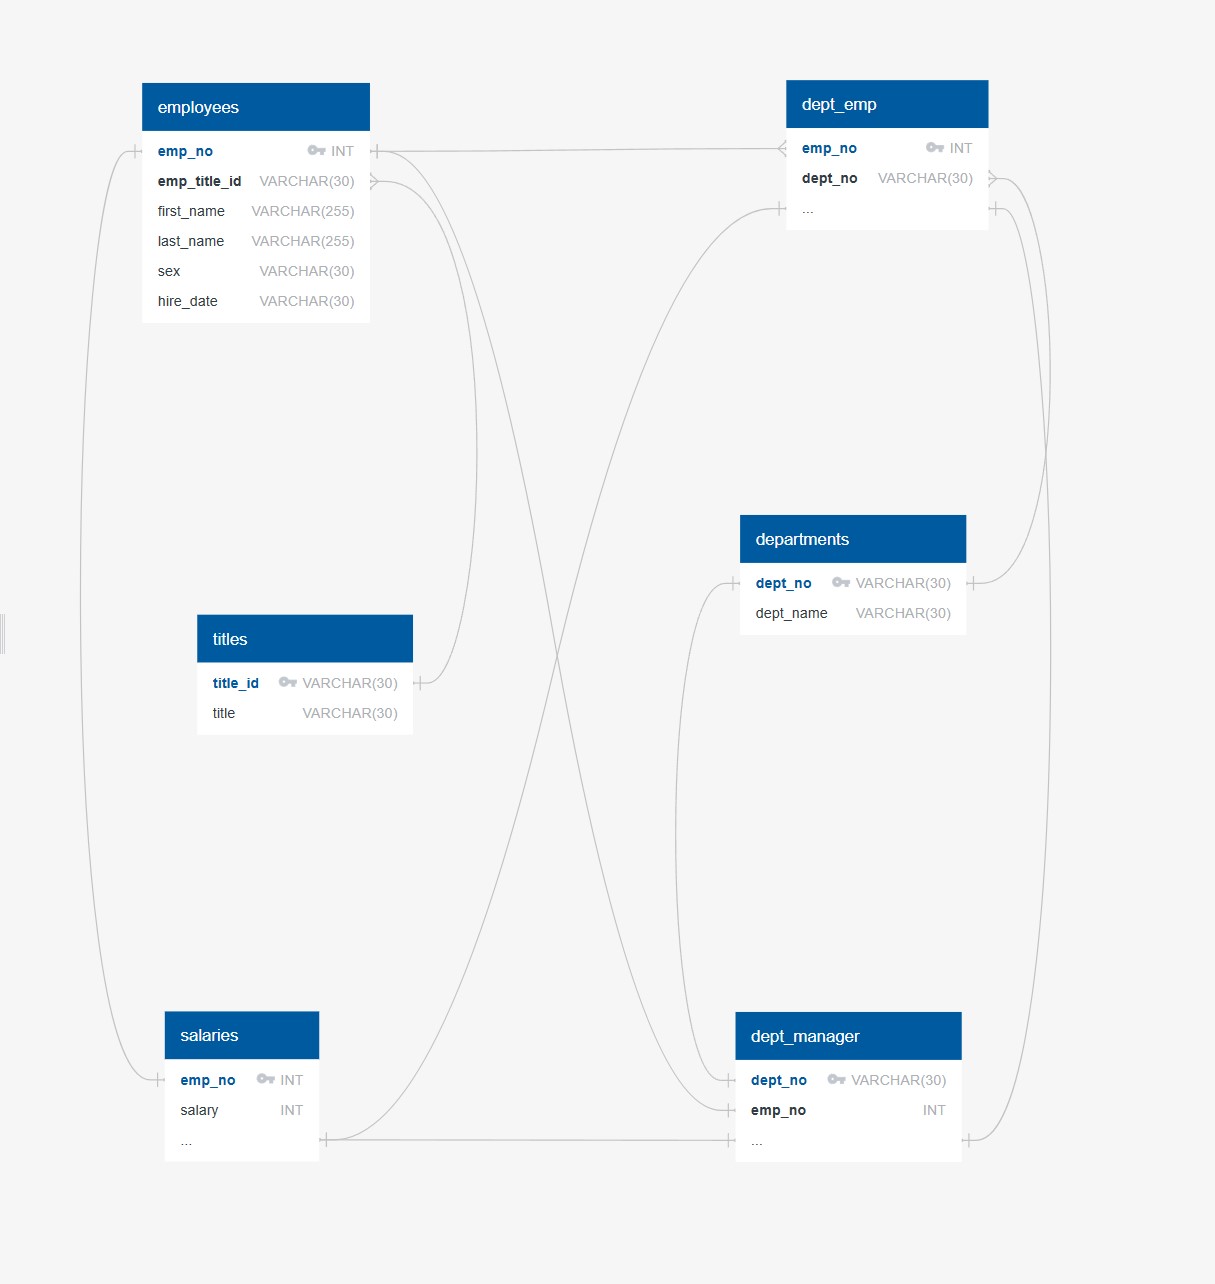 employees
emp_no INT
emp_title_id VARCHAR(30)
first_name VARCHAR(255)
last_name VARCHAR(255)
sex VARCHAR(30)
hire_date VARCHAR(30)
dept_emp
emp_no INT
dept_no VARCHAR(30)
...
departments
dept_no VARCHAR(30)
dept_name VARCHAR(30)
titles
title_id VARCHAR(30)
title VARCHAR(30)
salaries
emp_no INT
salary INT
...
dept_manager
dept_no VARCHAR(30)
emp_no INT
...